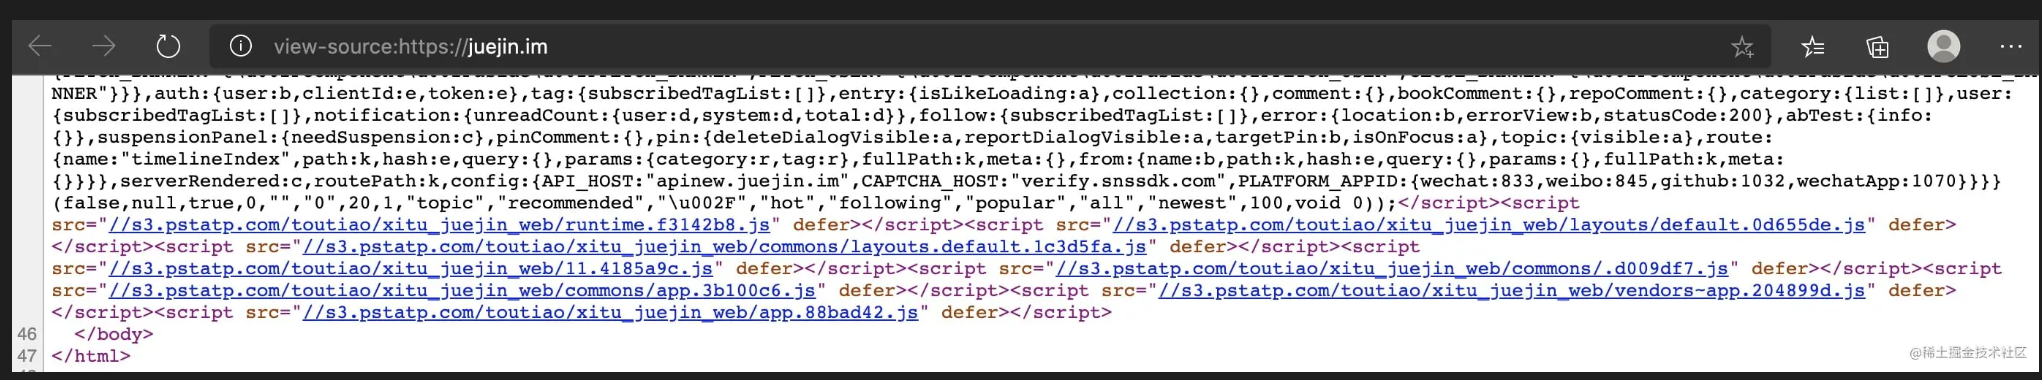 view-source:https://juejin.im
NNER"}}},auth:{user:b,clientId:e,token:e},tag:{subscribedTagList:[]},entry:{isLikeLoading:a},collection:{},comment:{},bookComment:{},repoComment:{},category:{list:[]},user:
{subscribedTagList:[]},notification:{unreadCount:{user:d,system:d,total:d}},follow:{subscribedTagList:[]},error:{location:b,errorView:b,statusCode:200},abTest:{info:
{}},suspensionPanel:{needSuspension:c},pinComment:{},pin:{deleteDialogVisible:a,reportDialogVisible:a,targetPin:b,isOnFocus:a},topic:{visible:a},route:
{name:"timelineIndex",path:k,hash:e,query:{},params:{category:r,tag:r},fullPath:k,meta:{},from:{name:b,path:k,hash:e,query:{},params:{},fullPath:k,meta:
{}}}},serverRendered:c,routePath:k,config:{API_HOST:"apinew.juejin.im",CAPTCHA_HOST:"verify.snssdk.com",PLATFORM_APPID:{wechat:833,weibo:845,github:1032,wechatApp:1070}}}}
(false,null,true,0,"","0",20,1,"topic","recommended","\u002F","hot","following","popular","all","newest",100,void 0));</script><script
src="//s3.pstatp.com/toutiao/xitu_juejin_web/runtime.f3142b8.js" defer></script><script src="//s3.pstatp.com/toutiao/xitu_juejin_web/layouts/default.0d655de.js" defer>
</script><script src="//s3.pstatp.com/toutiao/xitu_juejin_web/commons/layouts.default.1c3d5fa.js" defer></script><script
src="//s3.pstatp.com/toutiao/xitu_juejin_web/11.4185a9c.js" defer></script><script src="//s3.pstatp.com/toutiao/xitu_juejin_web/commons/.d009df7.js" defer></script><script
src="//s3.pstatp.com/toutiao/xitu_juejin_web/commons/app.3b100c6.js" defer></script><script src="//s3.pstatp.com/toutiao/xitu_juejin_web/vendors~app.204899d.js" defer>
</script><script src="//s3.pstatp.com/toutiao/xitu_juejin_web/app.88bad42.js" defer></script>
46 </body>
47 </html>
@稀土掘金技术社区